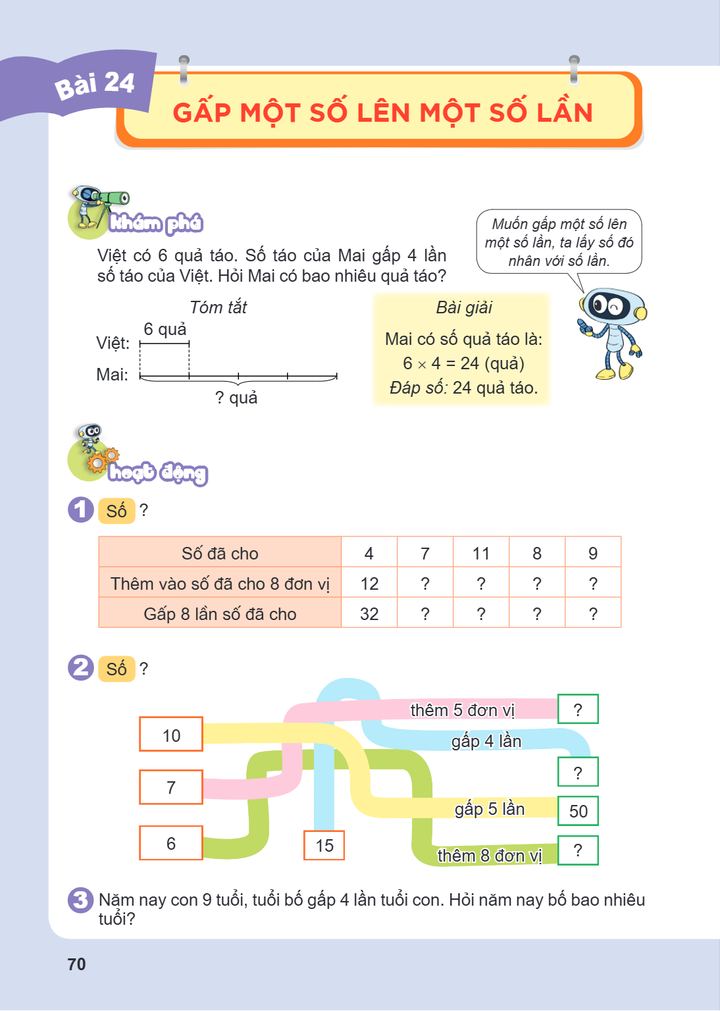 Bài 24
GẤP MỘT SỐ LÊN MỘT SỐ LẦN
khám phá
Muốn gấp một số lên
một số lần, ta lấy số đó
nhân với số lần.
Việt có 6 quả táo. Số táo của Mai gấp 4 lần
số táo của Việt. Hỏi Mai có bao nhiêu quả táo?
Tóm tắt
6 quả
Việt:
Mai:
? quả
Bài giải
Mai có số quả táo là:
6 × 4 = 24 (quả)
Đáp số: 24 quả táo.
hoạt động
1 Số ?
Số đã cho 4 7 11 8 9
Thêm vào số đã cho 8 đơn vị 12 ? ? ? ?
Gấp 8 lần số đã cho 32 ? ? ? ?
2 Số ?
thêm 5 đơn vị ?
10 gấp 4 lần
?
7
gấp 5 lần 50
6 15 thêm 8 đơn vị ?
3 Năm nay con 9 tuổi, tuổi bố gấp 4 lần tuổi con. Hỏi năm nay bố bao nhiêu
tuổi?
70